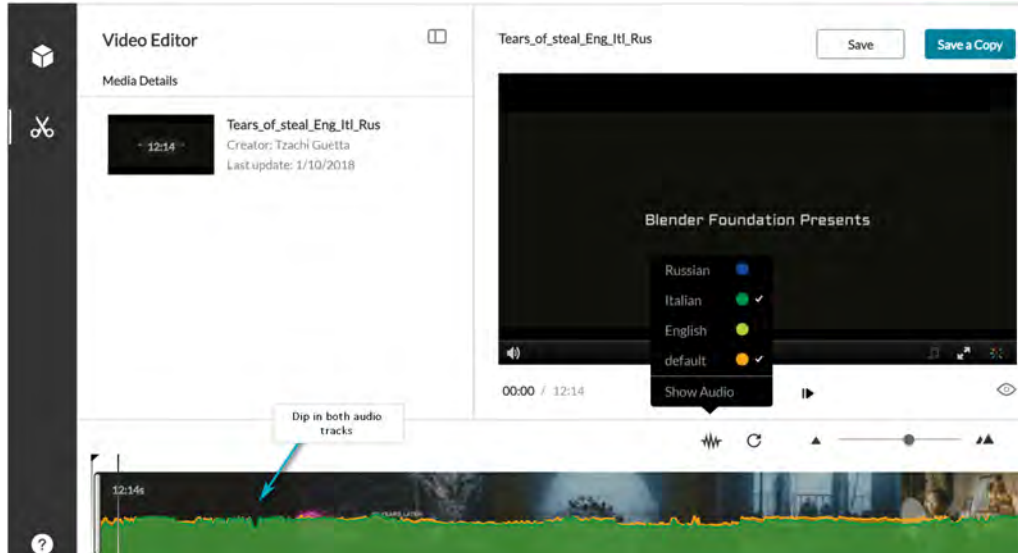 Video Editor
Media Details
12:14
Tears_of_steal_Eng_Itl_Rus
Creator: Tzachi Guetta
Last update: 1/10/2018
Tears_of_steal_Eng_Itl_Rus
Save
Save a Copy
Blender Foundation Presents
Russian
Italian
English
default
Show Audio
00:00 / 12:14
Dip in both audio
tracks
12:14s
YEARS LATER
?